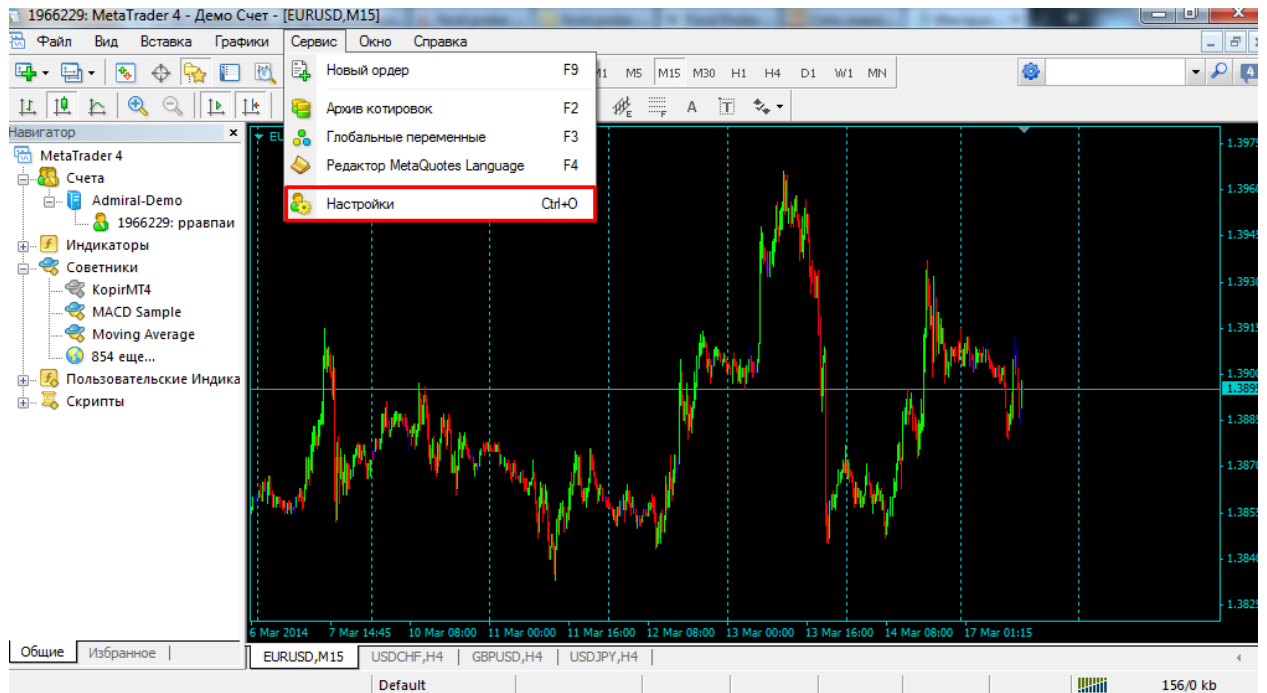 1966229: MetaTrader 4 - Демо Счет - [EURUSD,M15]
Файл Вид Вставка Графики Сервис Окно Справка
M5 M15 M30 H1 H4 D1 W1 MN
4
E F A T
Навигатор x
MetaTrader 4
Счета
Admiral-Demo
1966229: рравпаи
Индикаторы
Советники
KopirMT4
MACD Sample
Moving Average
854 еще...
Пользовательские Индика
Скрипты
Общие Избранное
Новый ордер F9
Архив котировок F2
Глобальные переменные F3
Редактор MetaQuotes Language F4
Настройки Ctrl+O
1.3975
1.3960
1.3945
1.3930
1.3915
1.3900
1.3895
1.3885
1.3870
1.3855
1.3840
1.3825
6 Mar 2014 7 Mar 14:45 10 Mar 08:00 11 Mar 00:00 11 Mar 16:00 12 Mar 08:00 13 Mar 00:00 13 Mar 16:00 14 Mar 08:00 17 Mar 01:15
EURUSD,M15 USDCHF,H4 GBPUSD,H4 USDJPY,H4
Default 156/0 kb